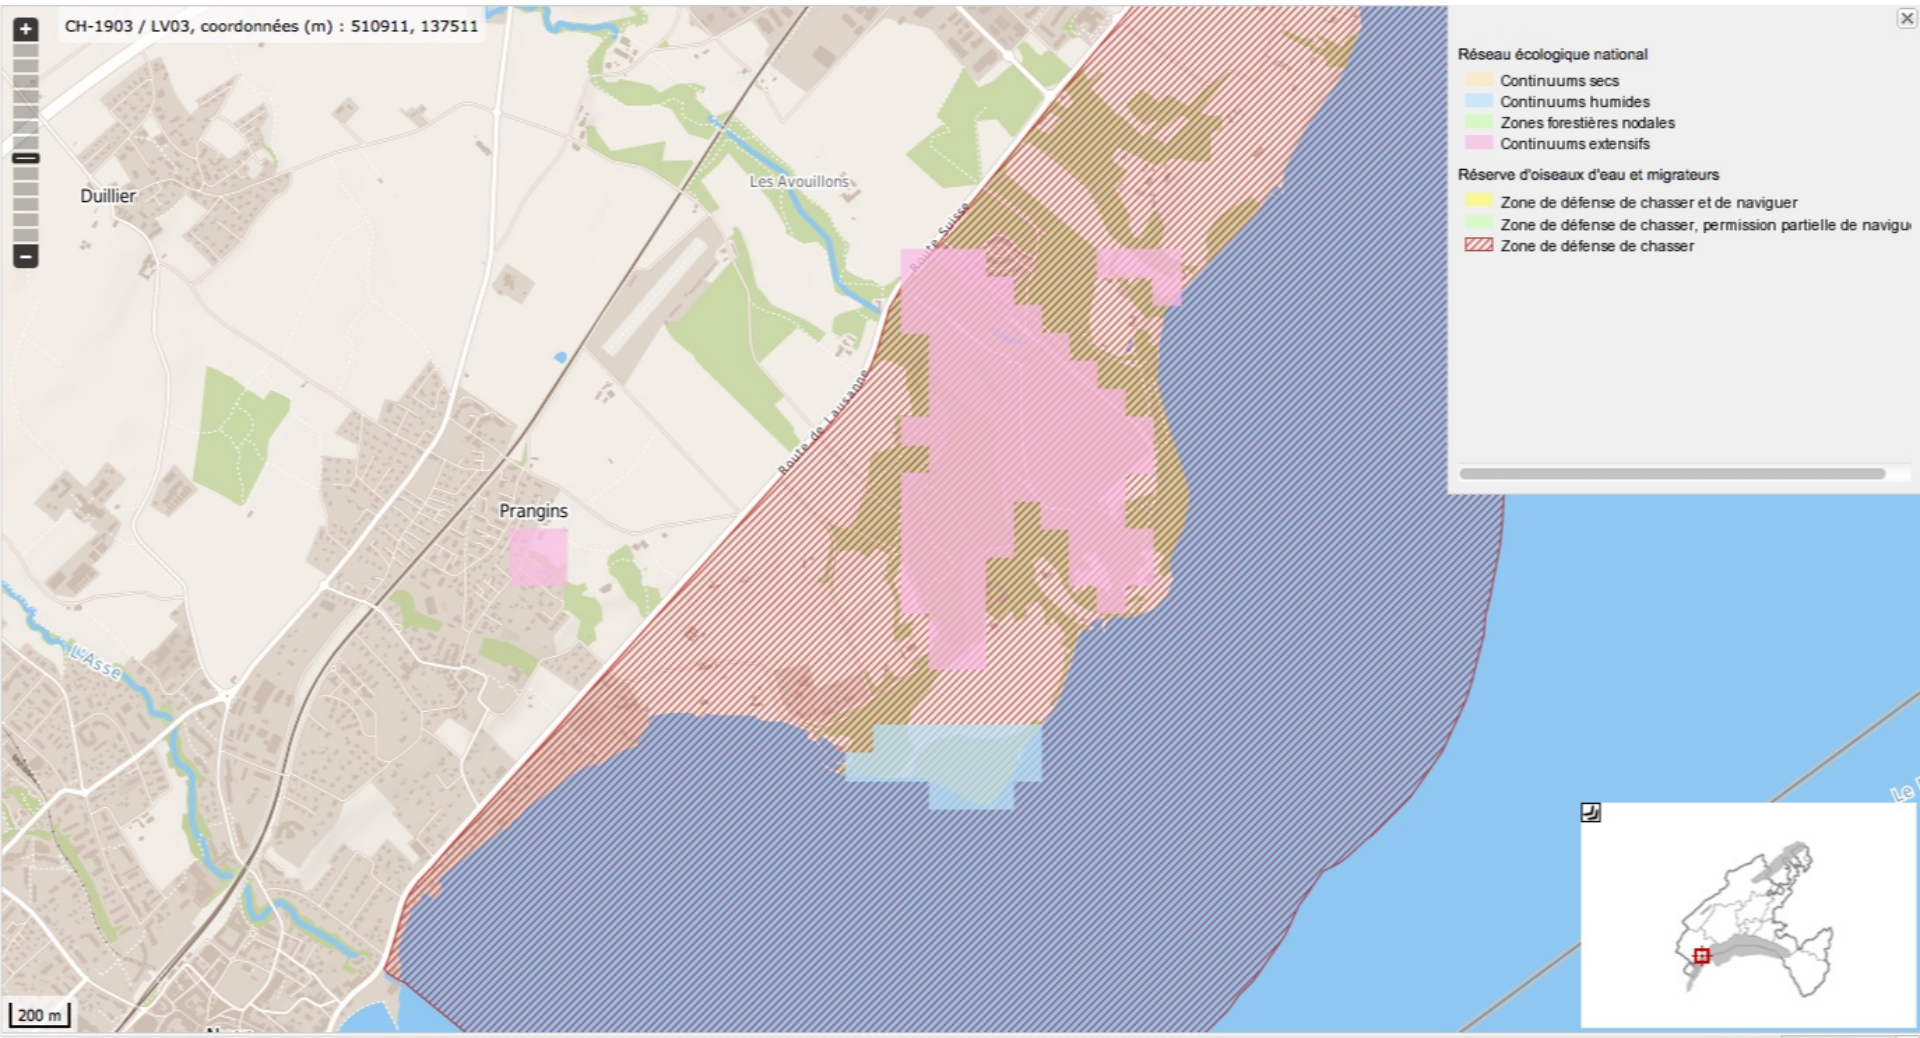 CH-1903 / LV03, coordonnées (m) : 510911, 137511
Réseau écologique national
Continuums secs
Continuums humides
Zones forestières nodales
Continuums extensifs
Réserve d'oiseaux d'eau et migrateurs
Zone de défense de chasser et de naviguer
Zone de défense de chasser, permission partielle de navigu
Zone de défense de chasser
Duillier
Les Avouillons
Route Suisse
Route de Lausanne
Prangins
L'Asse
Le
200 m